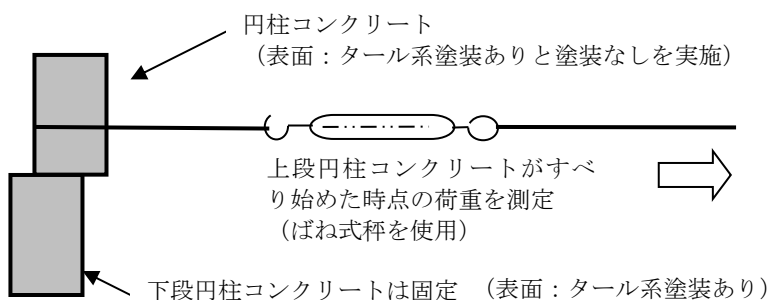 円柱コンクリート
（表面：タール系塗装ありと塗装なしを実施）
上段円柱コンクリートがすべ
り始めた時点の荷重を測定
（ばね式秤を使用）
下段円柱コンクリートは固定 （表面：タール系塗装あり）